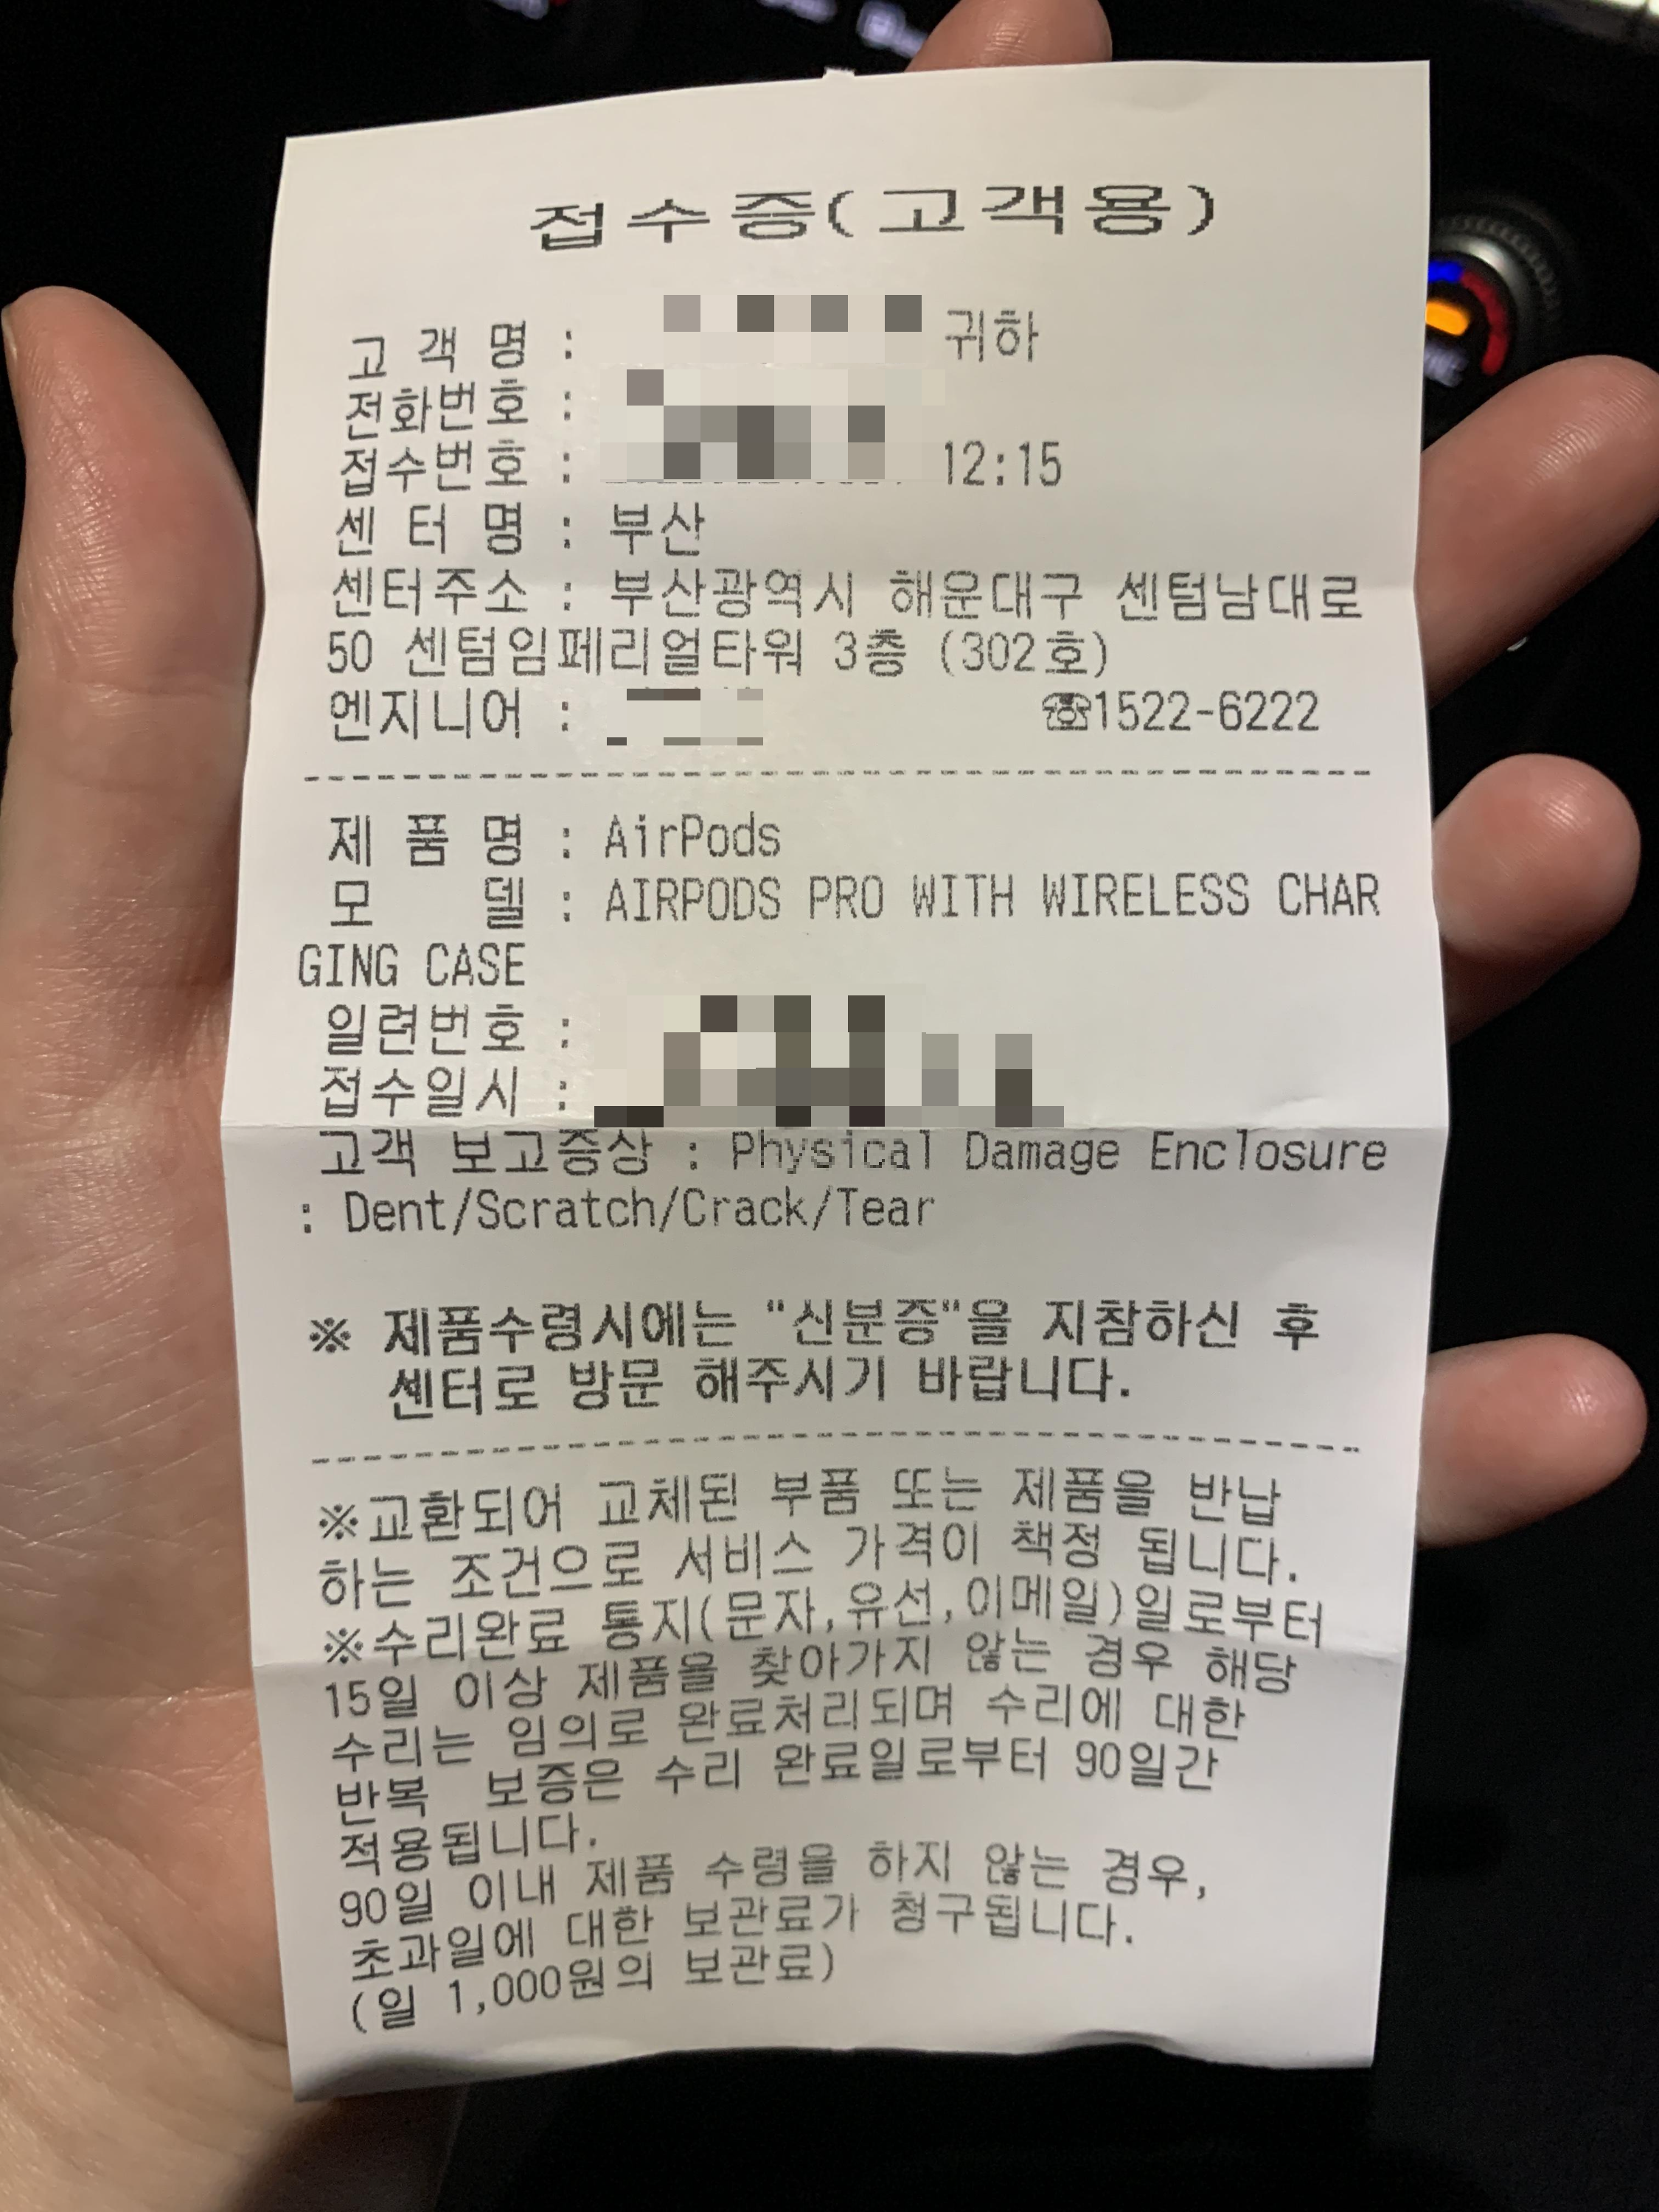 접수증(고객용)
고 객 명 : 귀하
전화번호 :
접수번호 : 12:15
센 터 명 : 부산
센터주소 : 부산광역시 해운대구 센텀남대로
50 센텀임페리얼타워 3층 (302호)
엔지니어 : ☏1522-6222
제 품 명 : AirPods
모 델 : AIRPODS PRO WITH WIRELESS CHAR
GING CASE
일련번호 :
접수일시 :
고객 보고증상 : Physical Damage Enclosure
: Dent/Scratch/Crack/Tear
※ 제품수령시에는 "신분증"을 지참하신 후
센터로 방문 해주시기 바랍니다.
※교환되어 교체된 부품 또는 제품을 반납
하는 조건으로 서비스 가격이 책정 됩니다.
※수리완료 통지(문자,유선,이메일)일로부터
15일 이상 제품을 찾아가지 않는 경우 해당
수리는 임의로 완료처리되며 수리에 대한
반복 보증은 수리 완료일로부터 90일간
적용됩니다.
90일 이내 제품 수령을 하지 않는 경우,
초과일에 대한 보관료가 청구됩니다.
(일 1,000원의 보관료)